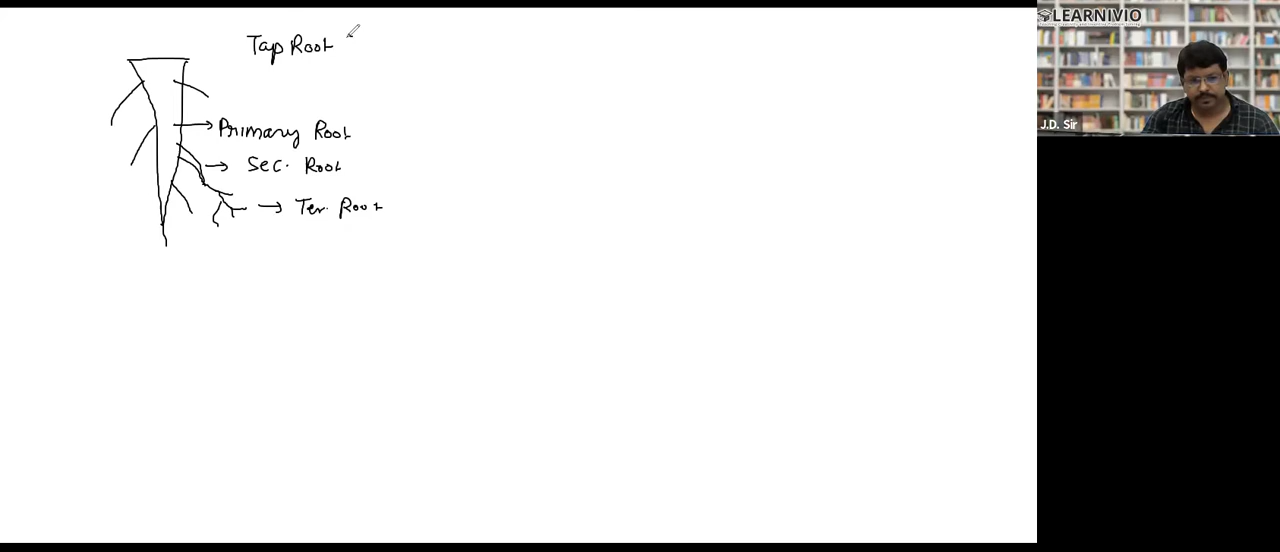 Tap Root
Primary Root
Sec. Root
Ter. Root
LEARNIVIO
J.D. Sir